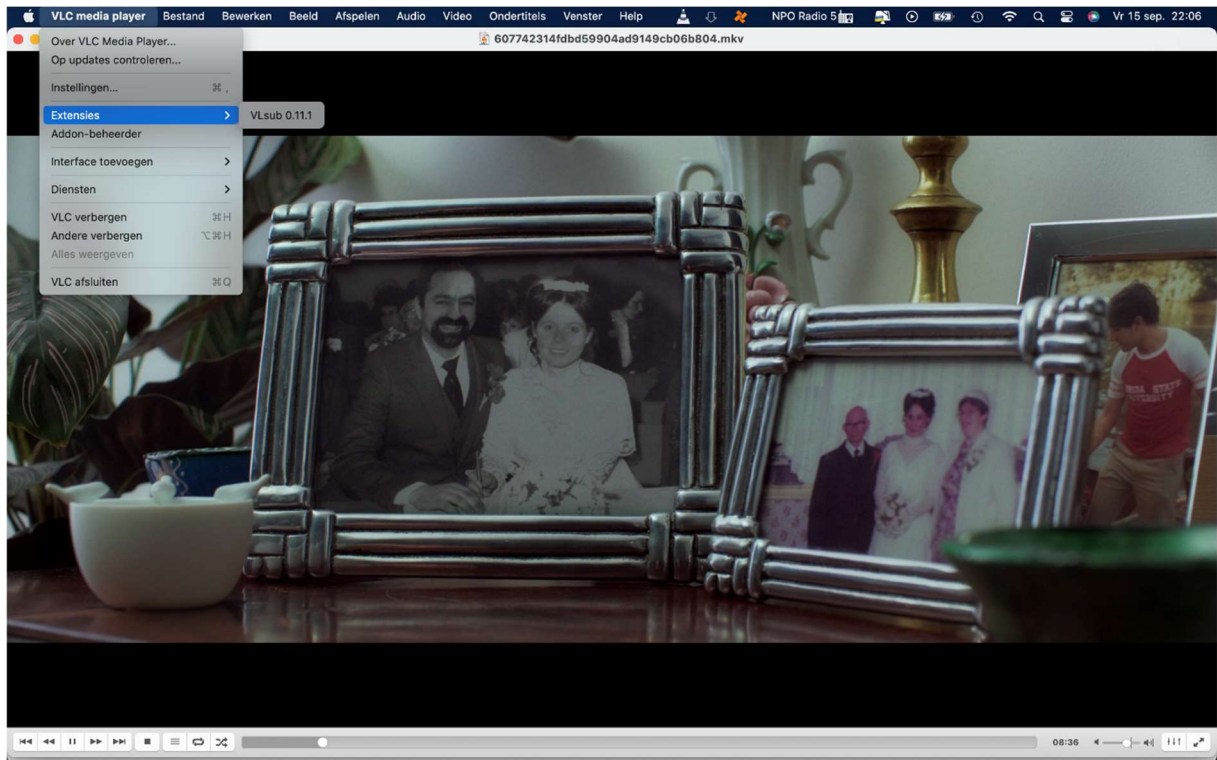 VLC media player Bestand Bewerken Beeld Afspelen Audio Video Ondertitels Venster Help NPO Radio 5 Vr 15 sep. 22:06
607742314fdbd59904ad9149cb06b804.mkv
Over VLC Media Player...
Op updates controleren...
Instellingen... ⌘ ,
Extensies > VLsub 0.11.1
Addon-beheerder
Interface toevoegen >
Diensten >
VLC verbergen ⌘ H
Andere verbergen ⌥ ⌘ H
Alles weergeven
VLC afsluiten ⌘ Q
STATE
UNIVERSITY
08:36